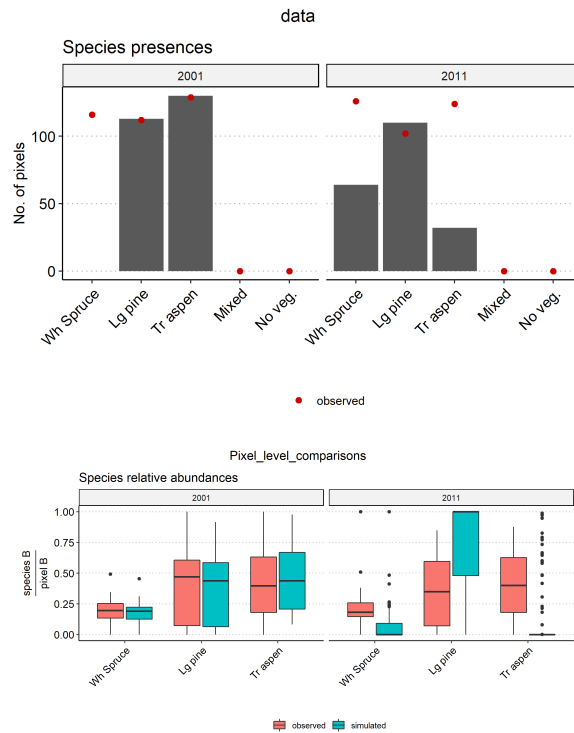 data
Species presences
2001 2011
No. of pixels
100
50
0
Wh Spruce Lg pine Tr aspen Mixed No veg. Wh Spruce Lg pine Tr aspen Mixed No veg.
observed
Pixel_level_comparisons
Species relative abundances
2001 2011
species B
pixel B
1.00
0.75
0.50
0.25
0.00
Wh Spruce Lg pine Tr aspen Wh Spruce Lg pine Tr aspen
observed simulated